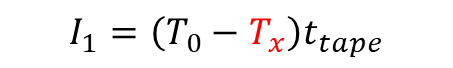 I₁ = (T₀ − Tₓ)t_tape